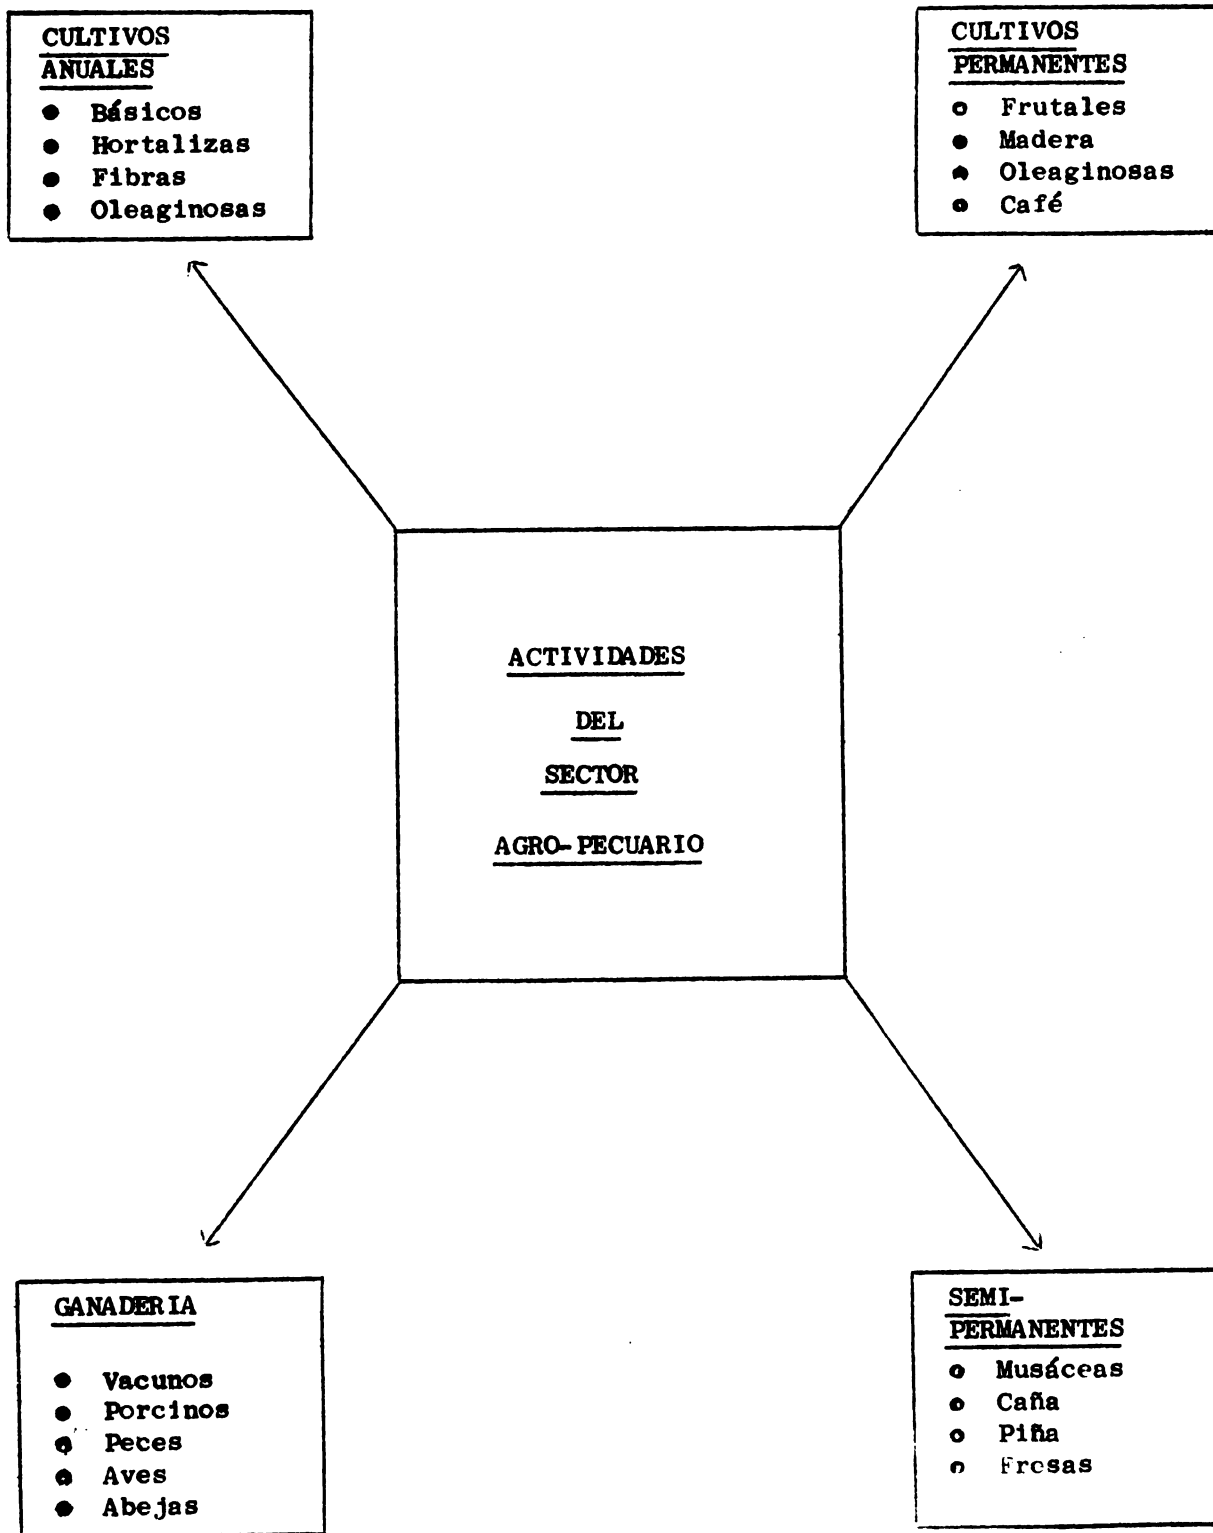 CULTIVOS
ANUALES
● Básicos
● Hortalizas
● Fibras
● Oleaginosas
CULTIVOS
PERMANENTES
● Frutales
● Madera
● Oleaginosas
● Café
ACTIVIDADES
DEL
SECTOR
AGRO-PECUARIO
GANADERIA
● Vacunos
● Porcinos
● Peces
● Aves
● Abejas
SEMI-
PERMANENTES
● Musáceas
● Caña
● Piña
● Fresas